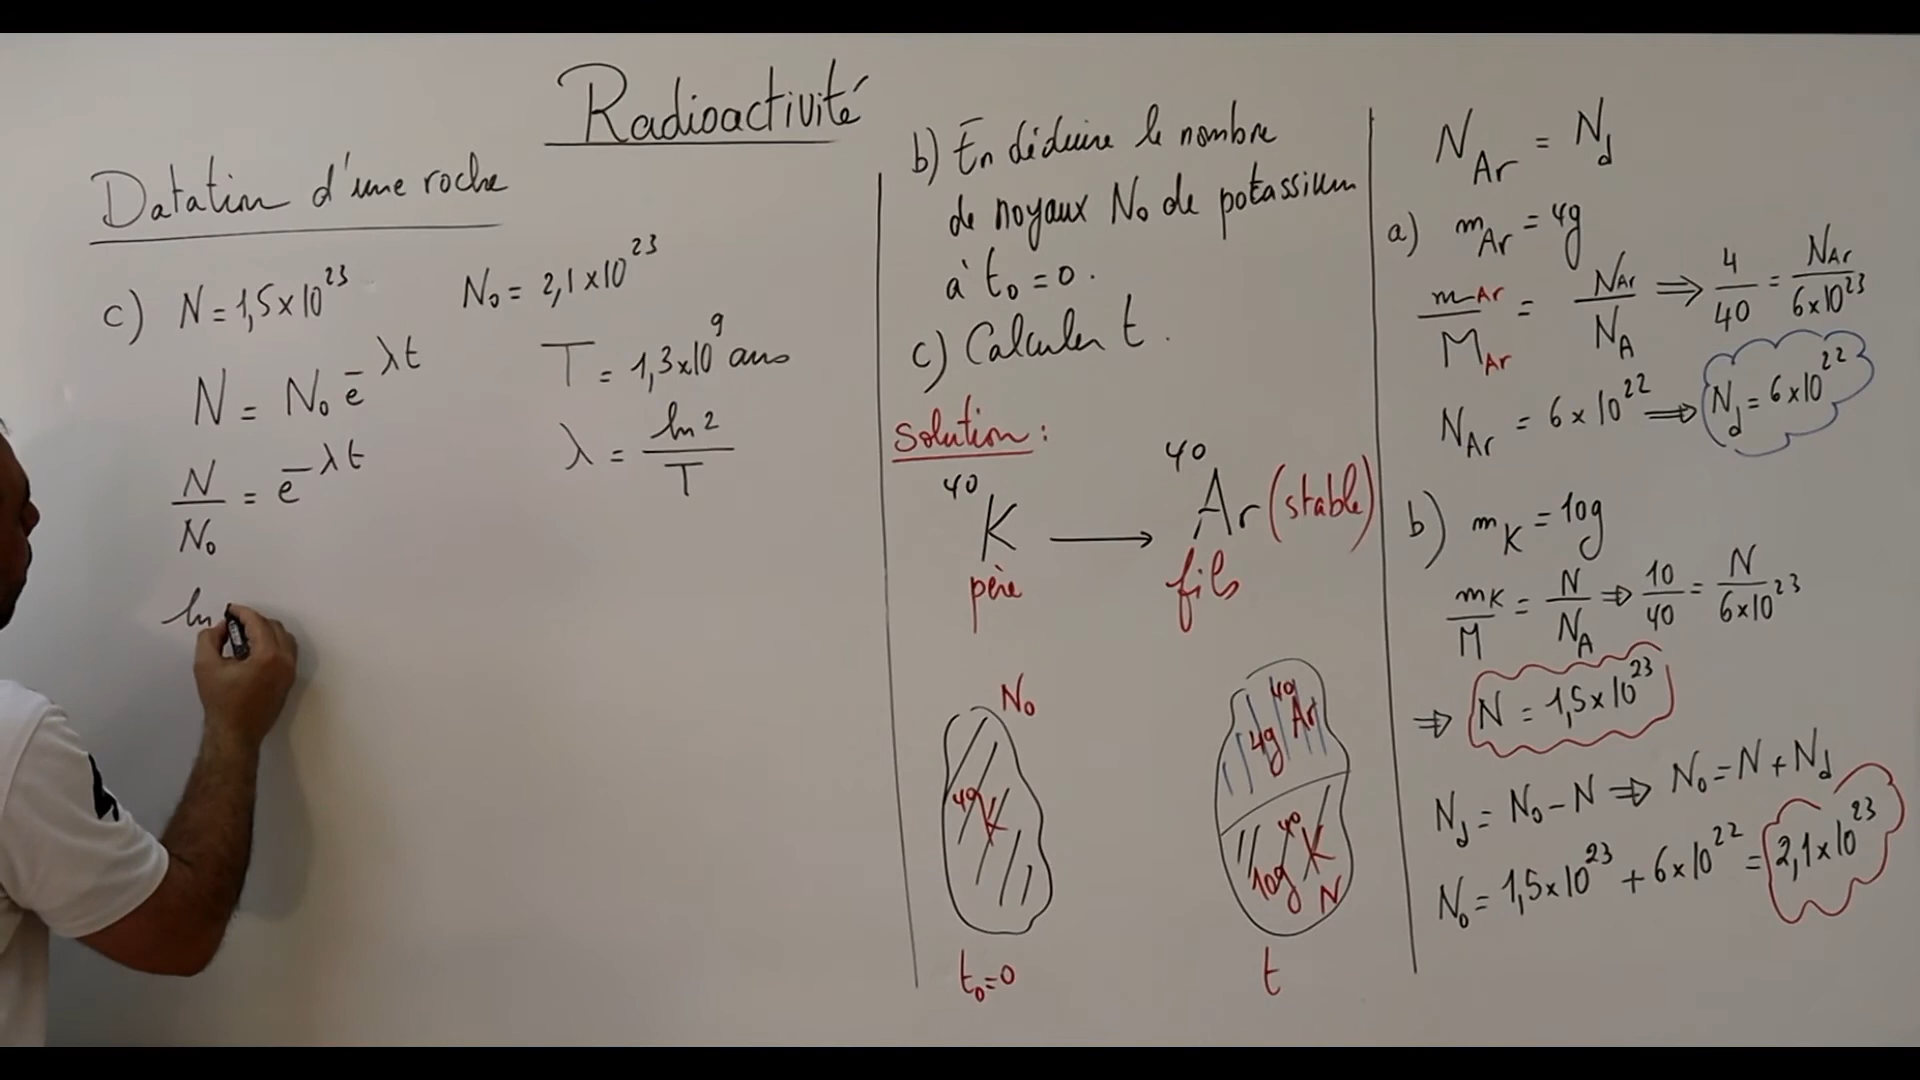 Radioactivité
Datation d'une roche
c) N = 1,5×10²³ N₀ = 2,1×10²³
N = N₀ e^-λt T = 1,3×10⁹ ans
N/N₀ = e^-λt λ = ln2/T
ln
b) En déduire le nombre
de noyaux N₀ de potassium
à t₀ = 0.
c) Calculer t.
Solution :
⁴⁰K → ⁴⁰Ar (stable)
père fils
N₀
⁴⁰K
t₀=0
⁴⁰Ar
4g
⁴⁰K
10g N
t
N_Ar = N_d
a) m_Ar = 4g
m_Ar/M_Ar = N_Ar/N_A ⇒ 4/40 = N_Ar/6×10²³
N_Ar = 6×10²² ⇒ N_d = 6×10²²
b) m_K = 10g
m_K/M = N/N_A ⇒ 10/40 = N/6×10²³
⇒ N = 1,5×10²³
N_d = N₀ - N ⇒ N₀ = N + N_d
N₀ = 1,5×10²³ + 6×10²² = 2,1×10²³